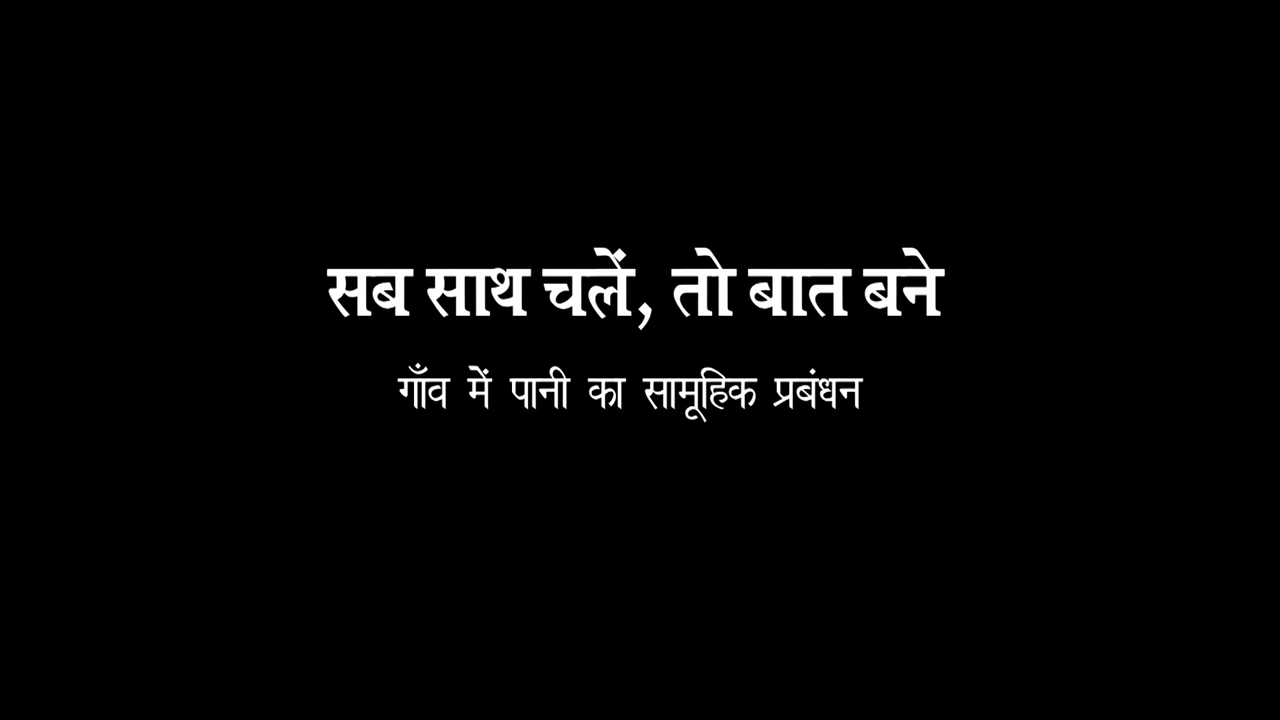 सब साथ चलें, तो बात बने
गाँव में पानी का सामूहिक प्रबंधन